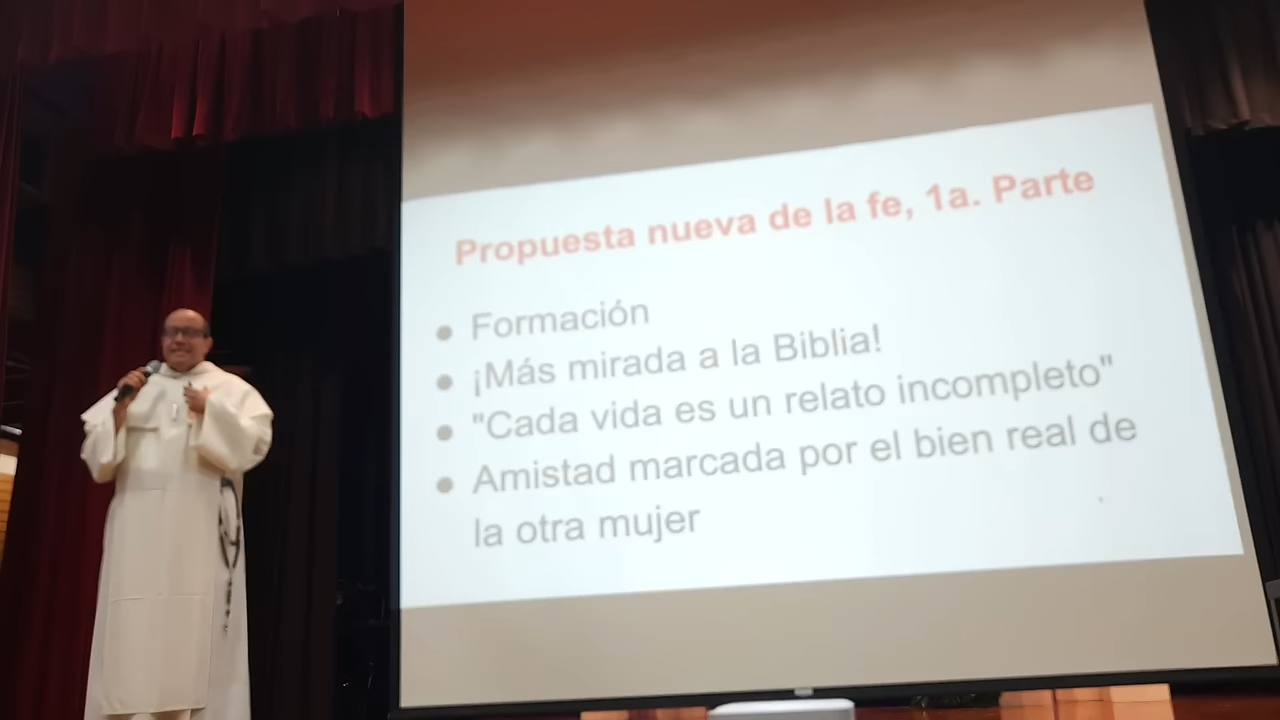 Propuesta nueva de la fe, 1a. Parte
● Formación
● ¡Más mirada a la Biblia!
● "Cada vida es un relato incompleto"
● Amistad marcada por el bien real de
la otra mujer